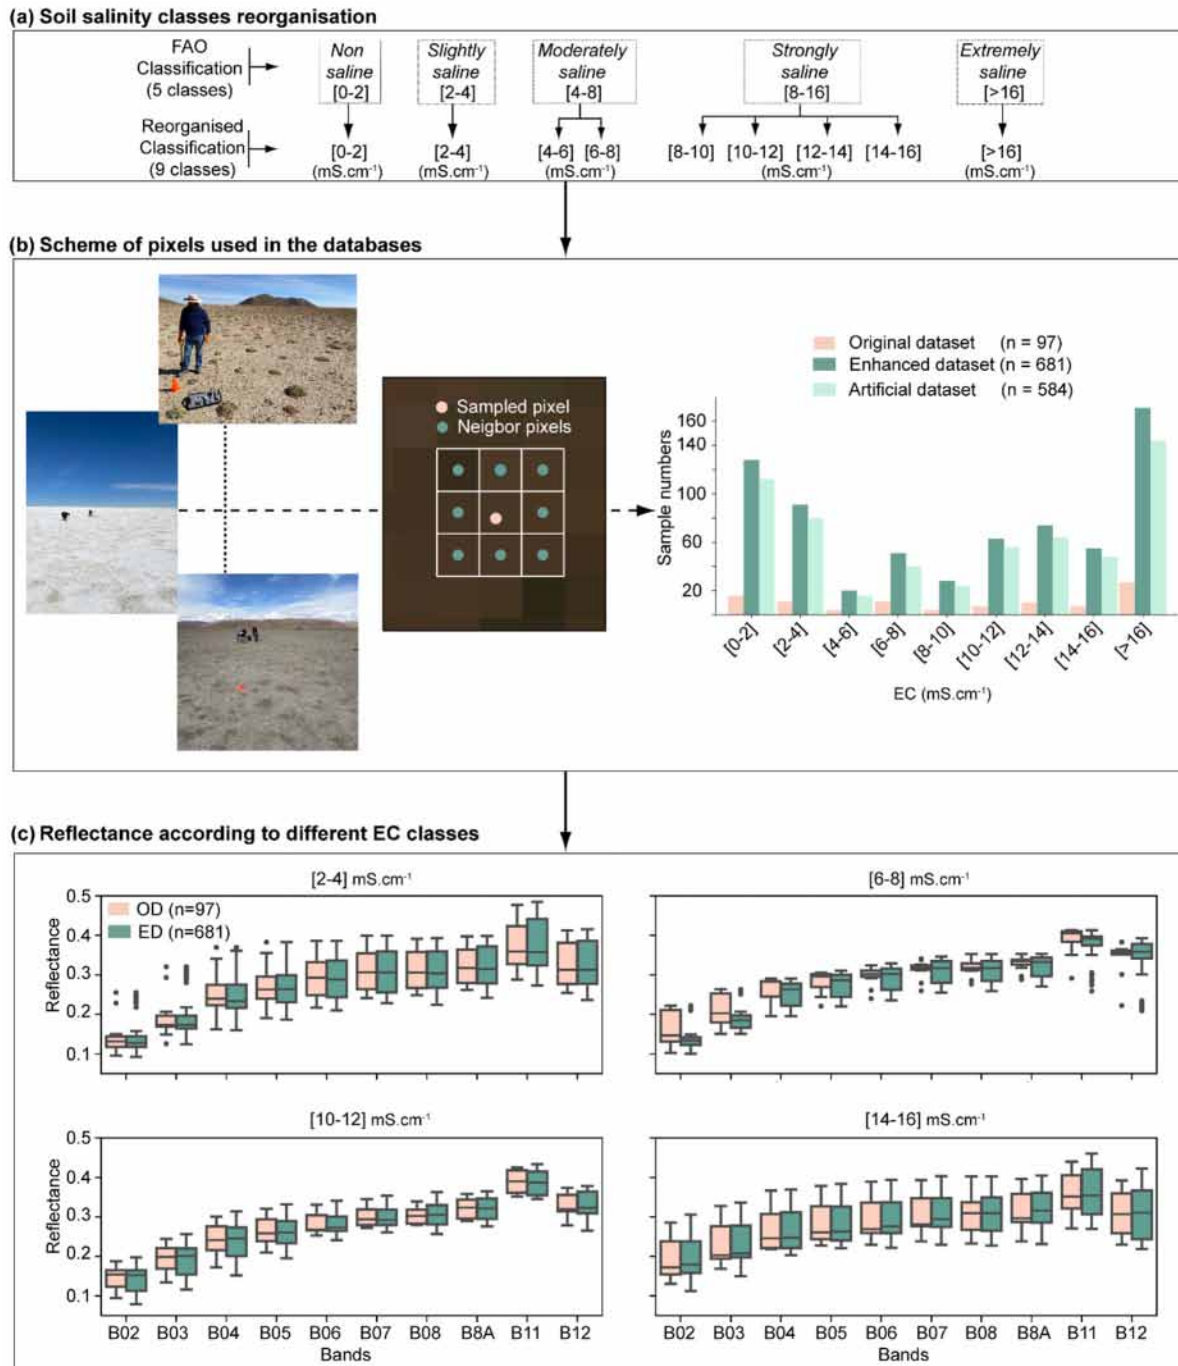 (a) Soil salinity classes reorganisation
FAO
Classification
(5 classes)
Non
saline
[0-2]
Slightly
saline
[2-4]
Moderately
saline
[4-8]
Strongly
saline
[8-16]
Extremely
saline
[>16]
Reorganised
Classification
(9 classes)
[0-2]
(mS.cm⁻¹)
[2-4]
(mS.cm⁻¹)
[4-6] [6-8]
(mS.cm⁻¹)
[8-10] [10-12] [12-14] [14-16]
(mS.cm⁻¹)
[>16]
(mS.cm⁻¹)
(b) Scheme of pixels used in the databases
Sampled pixel
Neigbor pixels
Original dataset (n = 97)
Enhanced dataset (n = 681)
Artificial dataset (n = 584)
Sample numbers
160
140
100
60
20
[0-2] [2-4] [4-6] [6-8] [8-10] [10-12] [12-14] [14-16] [>16]
EC (mS.cm⁻¹)
(c) Reflectance according to different EC classes
[2-4] mS.cm⁻¹
OD (n=97)
ED (n=681)
Reflectance
0.5
0.4
0.3
0.2
0.1
[6-8] mS.cm⁻¹
[10-12] mS.cm⁻¹
Reflectance
0.5
0.4
0.3
0.2
0.1
B02 B03 B04 B05 B06 B07 B08 B8A B11 B12
Bands
[14-16] mS.cm⁻¹
B02 B03 B04 B05 B06 B07 B08 B8A B11 B12
Bands